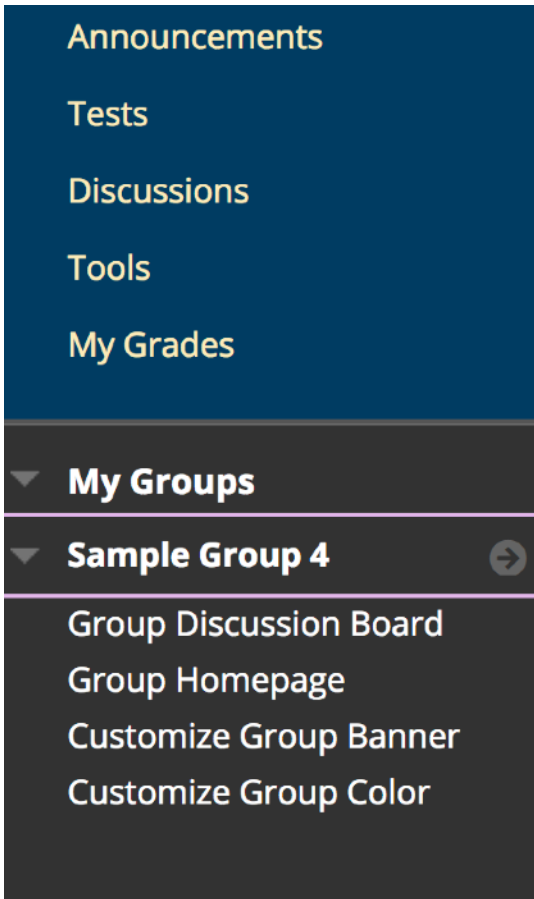 Announcements
Tests
Discussions
Tools
My Grades
My Groups
Sample Group 4
Group Discussion Board
Group Homepage
Customize Group Banner
Customize Group Color